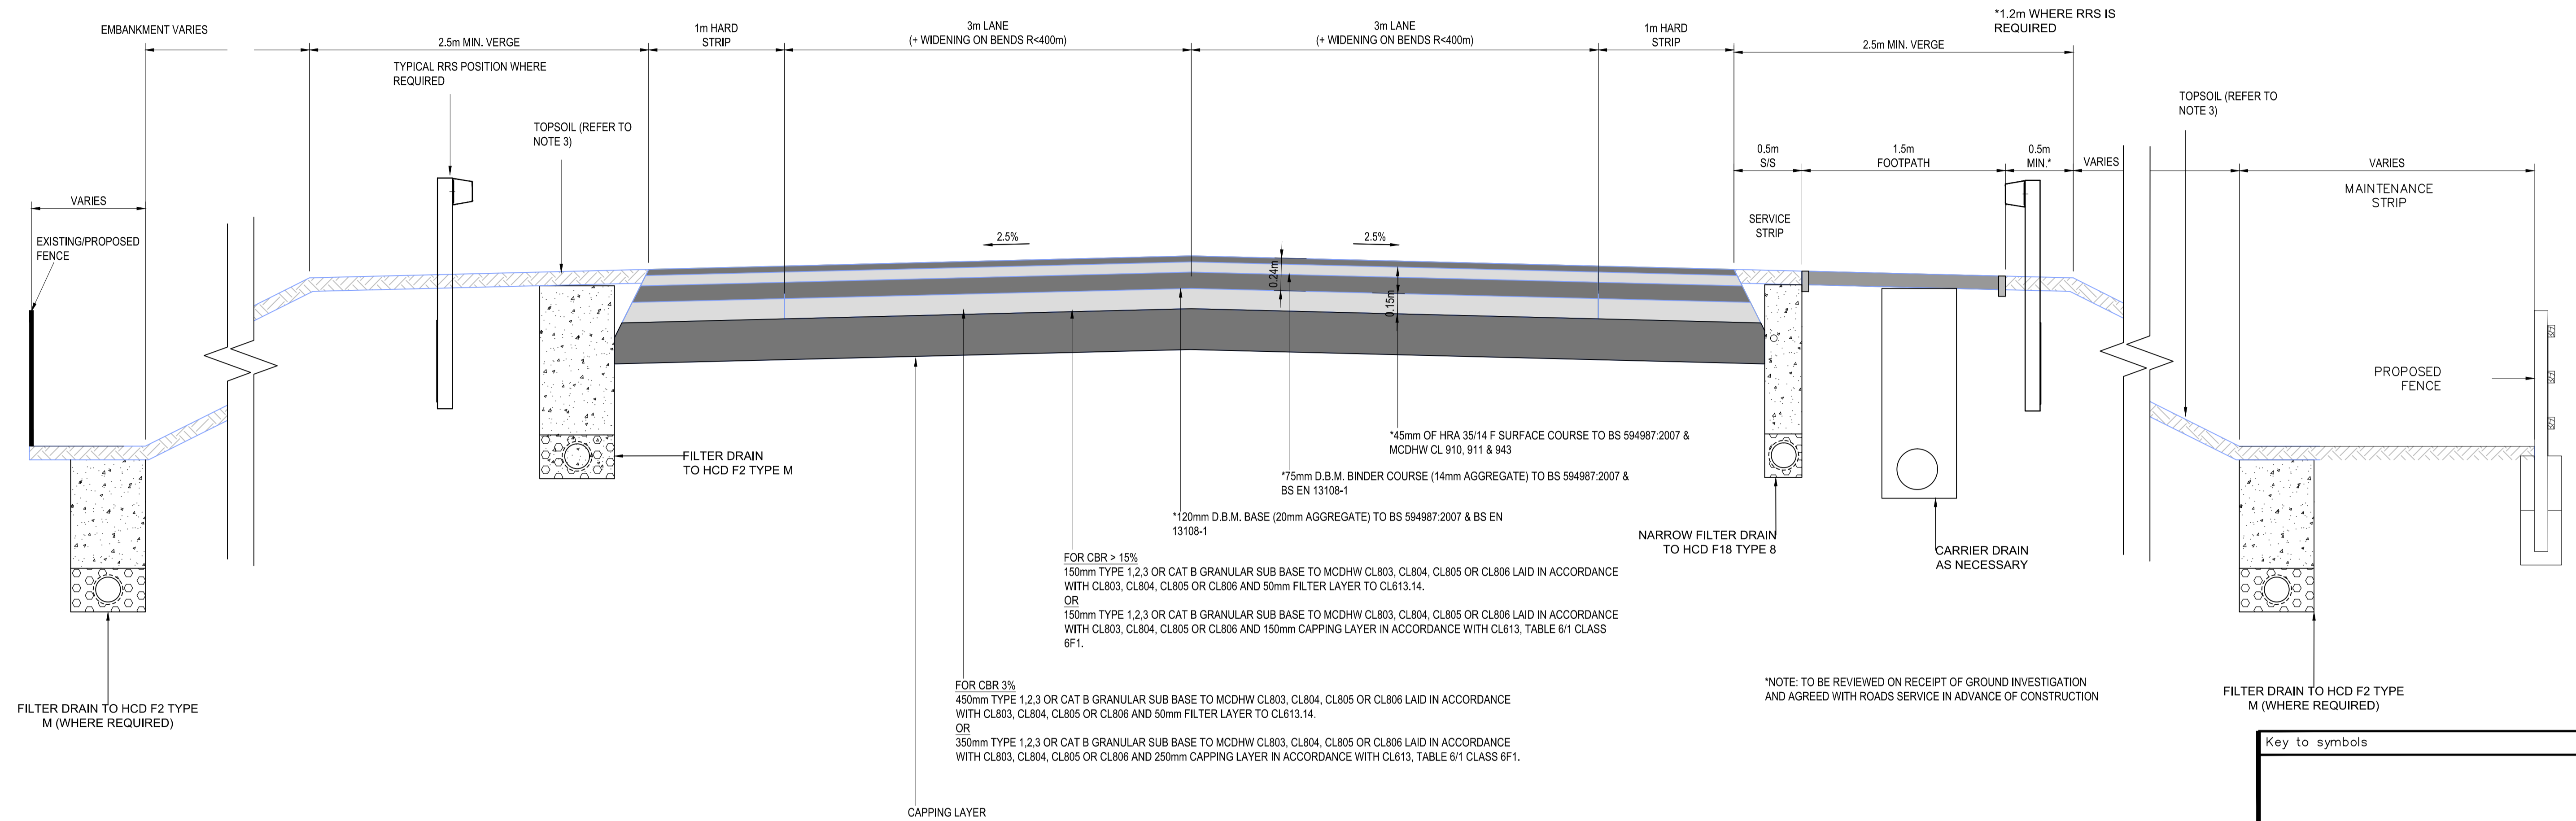 EMBANKMENT VARIES
2.5m MIN. VERGE
1m HARD
STRIP
3m LANE
(+ WIDENING ON BENDS R<400m)
3m LANE
(+ WIDENING ON BENDS R<400m)
1m HARD
STRIP
*1.2m WHERE RRS IS
REQUIRED
2.5m MIN. VERGE
TYPICAL RRS POSITION WHERE
REQUIRED
TOPSOIL (REFER TO
NOTE 3)
TOPSOIL (REFER TO
NOTE 3)
0.5m
S/S
1.5m
FOOTPATH
0.5m
MIN.*
VARIES
VARIES
MAINTENANCE
STRIP
VARIES
EXISTING/PROPOSED
FENCE
SERVICE
STRIP
2.5%
2.5%
0.24m
0.15m
PROPOSED
FENCE
FILTER DRAIN
TO HCD F2 TYPE M
*45mm OF HRA 35/14 F SURFACE COURSE TO BS 594987:2007 &
MCDHW CL 910, 911 & 943
*75mm D.B.M. BINDER COURSE (14mm AGGREGATE) TO BS 594987:2007 &
BS EN 13108-1
*120mm D.B.M. BASE (20mm AGGREGATE) TO BS 594987:2007 & BS EN
13108-1
NARROW FILTER DRAIN
TO HCD F18 TYPE 8
CARRIER DRAIN
AS NECESSARY
FOR CBR > 15%
150mm TYPE 1,2,3 OR CAT B GRANULAR SUB BASE TO MCDHW CL803, CL804, CL805 OR CL806 LAID IN ACCORDANCE
WITH CL803, CL804, CL805 OR CL806 AND 50mm FILTER LAYER TO CL613.14.
OR
150mm TYPE 1,2,3 OR CAT B GRANULAR SUB BASE TO MCDHW CL803, CL804, CL805 OR CL806 LAID IN ACCORDANCE
WITH CL803, CL804, CL805 OR CL806 AND 150mm CAPPING LAYER IN ACCORDANCE WITH CL613, TABLE 6/1 CLASS
6F1.
FOR CBR 3%
450mm TYPE 1,2,3 OR CAT B GRANULAR SUB BASE TO MCDHW CL803, CL804, CL805 OR CL806 LAID IN ACCORDANCE
WITH CL803, CL804, CL805 OR CL806 AND 50mm FILTER LAYER TO CL613.14.
OR
350mm TYPE 1,2,3 OR CAT B GRANULAR SUB BASE TO MCDHW CL803, CL804, CL805 OR CL806 LAID IN ACCORDANCE
WITH CL803, CL804, CL805 OR CL806 AND 250mm CAPPING LAYER IN ACCORDANCE WITH CL613, TABLE 6/1 CLASS 6F1.
*NOTE: TO BE REVIEWED ON RECEIPT OF GROUND INVESTIGATION
AND AGREED WITH ROADS SERVICE IN ADVANCE OF CONSTRUCTION
FILTER DRAIN TO HCD F2 TYPE
M (WHERE REQUIRED)
FILTER DRAIN TO HCD F2 TYPE
M (WHERE REQUIRED)
Key to symbols
CAPPING LAYER